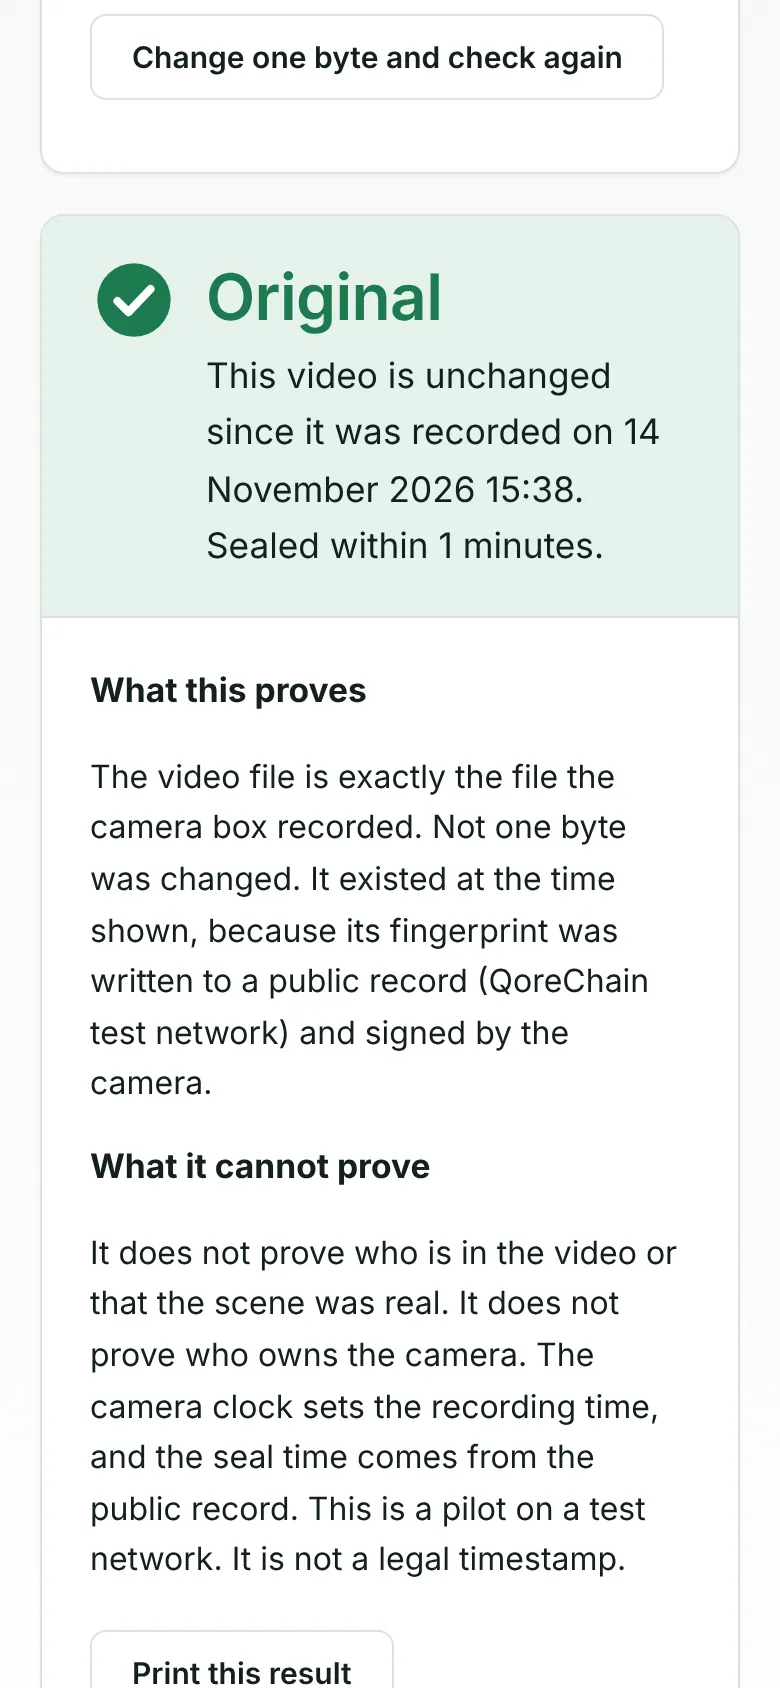 Change one byte and check again
Original
This video is unchanged
since it was recorded on 14
November 2026 15:38.
Sealed within 1 minutes.
What this proves
The video file is exactly the file the
camera box recorded. Not one byte
was changed. It existed at the time
shown, because its fingerprint was
written to a public record (QoreChain
test network) and signed by the
camera.
What it cannot prove
It does not prove who is in the video or
that the scene was real. It does not
prove who owns the camera. The
camera clock sets the recording time,
and the seal time comes from the
public record. This is a pilot on a test
network. It is not a legal timestamp.
Print this result